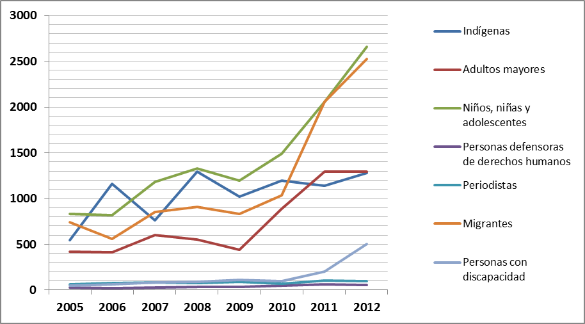 3000
2500
2000
1500
1000
500
0
2005 2006 2007 2008 2009 2010 2011 2012
Indígenas
Adultos mayores
Niños, niñas y
adolescentes
Personas defensoras
de derechos humanos
Periodistas
Migrantes
Personas con
discapacidad